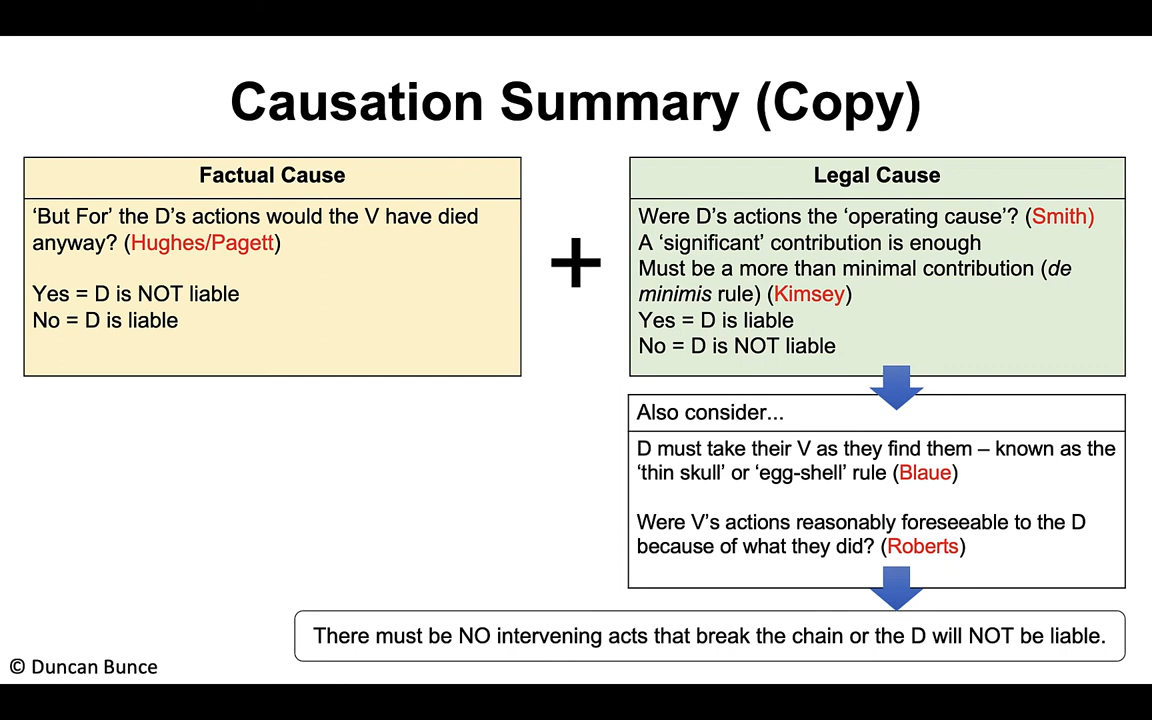 Causation Summary (Copy)
Factual Cause
‘But For’ the D’s actions would the V have died
anyway? (Hughes/Pagett)
Yes = D is NOT liable
No = D is liable
+
Legal Cause
Were D’s actions the ‘operating cause’? (Smith)
A ‘significant’ contribution is enough
Must be a more than minimal contribution (de
minimis rule) (Kimsey)
Yes = D is liable
No = D is NOT liable
Also consider...
D must take their V as they find them – known as the
‘thin skull’ or ‘egg-shell’ rule (Blaue)
Were V’s actions reasonably foreseeable to the D
because of what they did? (Roberts)
There must be NO intervening acts that break the chain or the D will NOT be liable.
© Duncan Bunce